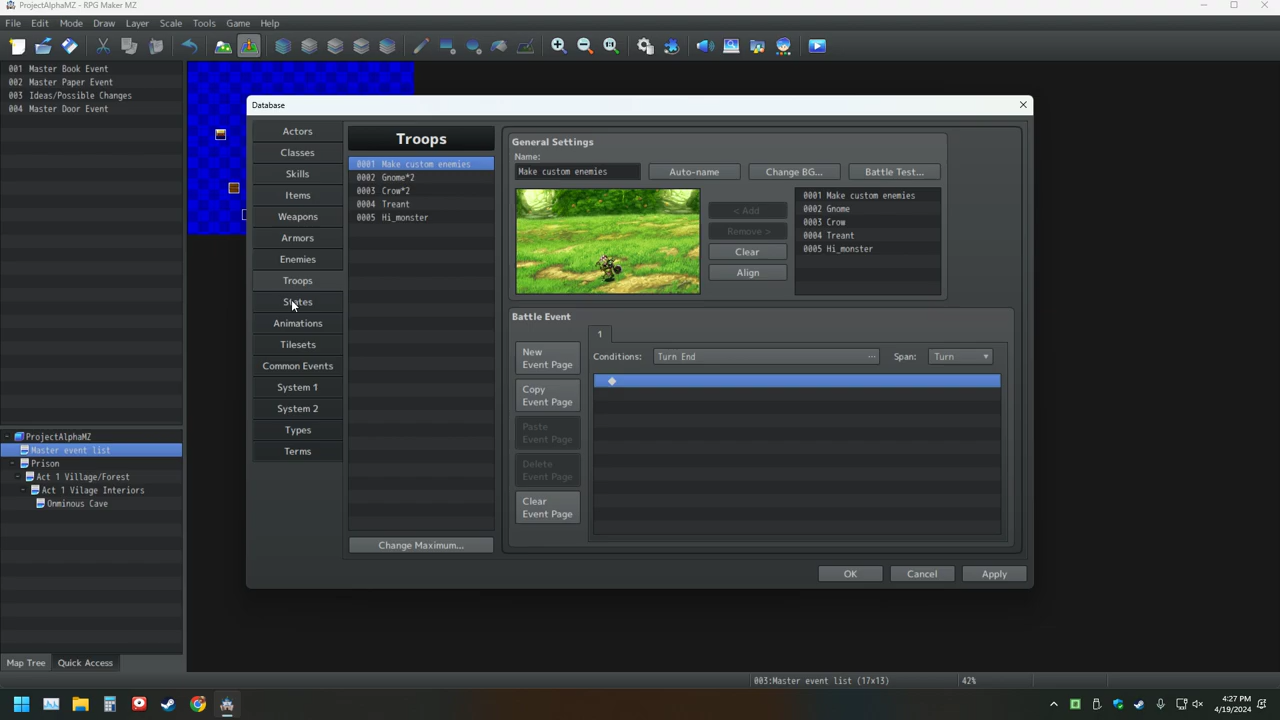 ProjectAlphaMZ - RPG Maker MZ
File Edit Mode Draw Layer Scale Tools Game Help
001 Master Book Event
002 Master Paper Event
003 Ideas/Possible Changes
004 Master Door Event
Database
Actors
Classes
Skills
Items
Weapons
Armors
Enemies
Troops
States
Animations
Tilesets
Common Events
System 1
System 2
Types
Terms
Troops
0001 Make custom enemies
0002 Gnome*2
0003 Crow*2
0004 Treant
0005 Hi_monster
Change Maximum...
General Settings
Name:
Make custom enemies Auto-name Change BG... Battle Test...
< Add
Remove >
Clear
Align
0001 Make custom enemies
0002 Gnome
0003 Crow
0004 Treant
0005 Hi_monster
Battle Event
1
Conditions: Turn End ... Span: Turn
New
Event Page
Copy
Event Page
Paste
Event Page
Delete
Event Page
Clear
Event Page
OK Cancel Apply
ProjectAlphaMZ
Master event list
Prison
Act 1 Village/Forest
Act 1 Vilage Interiors
Onminous Cave
Map Tree Quick Access
003:Master event list (17x13) 42%
4:27 PM
4/19/2024